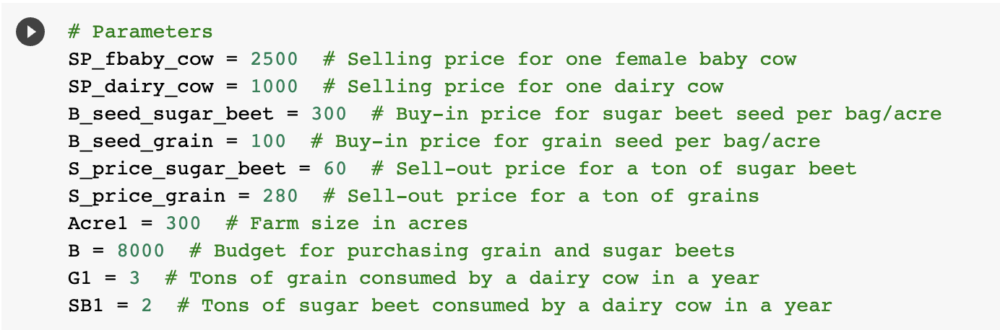 # Parameters
SP_fbaby_cow = 2500  # Selling price for one female baby cow
SP_dairy_cow = 1000  # Selling price for one dairy cow
B_seed_sugar_beet = 300  # Buy-in price for sugar beet seed per bag/acre
B_seed_grain = 100  # Buy-in price for grain seed per bag/acre
S_price_sugar_beet = 60  # Sell-out price for a ton of sugar beet
S_price_grain = 280  # Sell-out price for a ton of grains
Acre1 = 300  # Farm size in acres
B = 8000  # Budget for purchasing grain and sugar beets
G1 = 3  # Tons of grain consumed by a dairy cow in a year
SB1 = 2  # Tons of sugar beet consumed by a dairy cow in a year